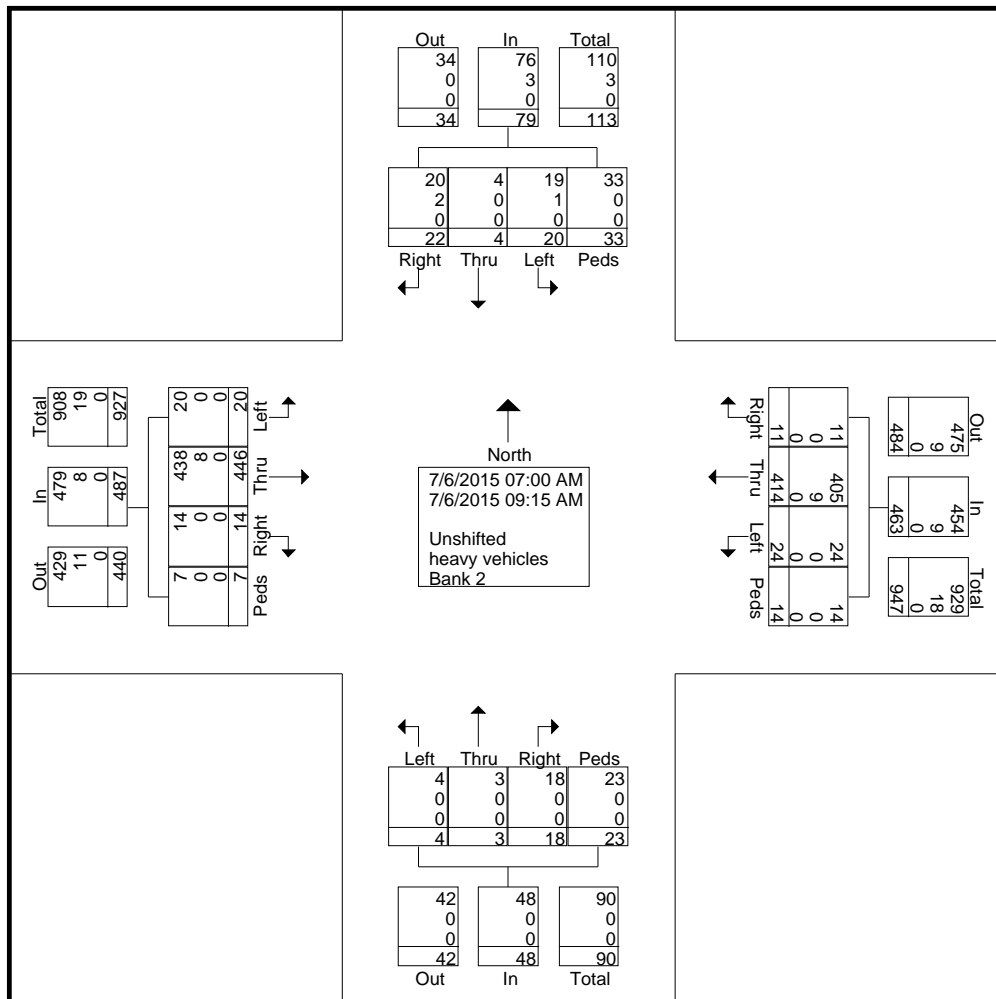 Out In Total
34 76 110
0 3 3
0 0 0
34 79 113
20 4 19 33
2 0 1 0
0 0 0 0
22 4 20 33
Right Thru Left Peds
Total
908 19 0 927
In
479 8 0 487
Out
429 11 0 440
20 0 0 20
Left
438 8 0 446
Thru
14 0 0 14
Right
7 0 0 7
Peds
North
7/6/2015 07:00 AM
7/6/2015 09:15 AM
Unshifted
heavy vehicles
Bank 2
Right
11 0 0 11
Thru
405 9 0 414
Left
24 0 0 24
Peds
14 0 0 14
Out
475 9 0 484
In
454 9 0 463
Total
929 18 0 947
Left Thru Right Peds
4 3 18 23
0 0 0 0
0 0 0 0
4 3 18 23
42 48 90
0 0 0
0 0 0
42 48 90
Out In Total